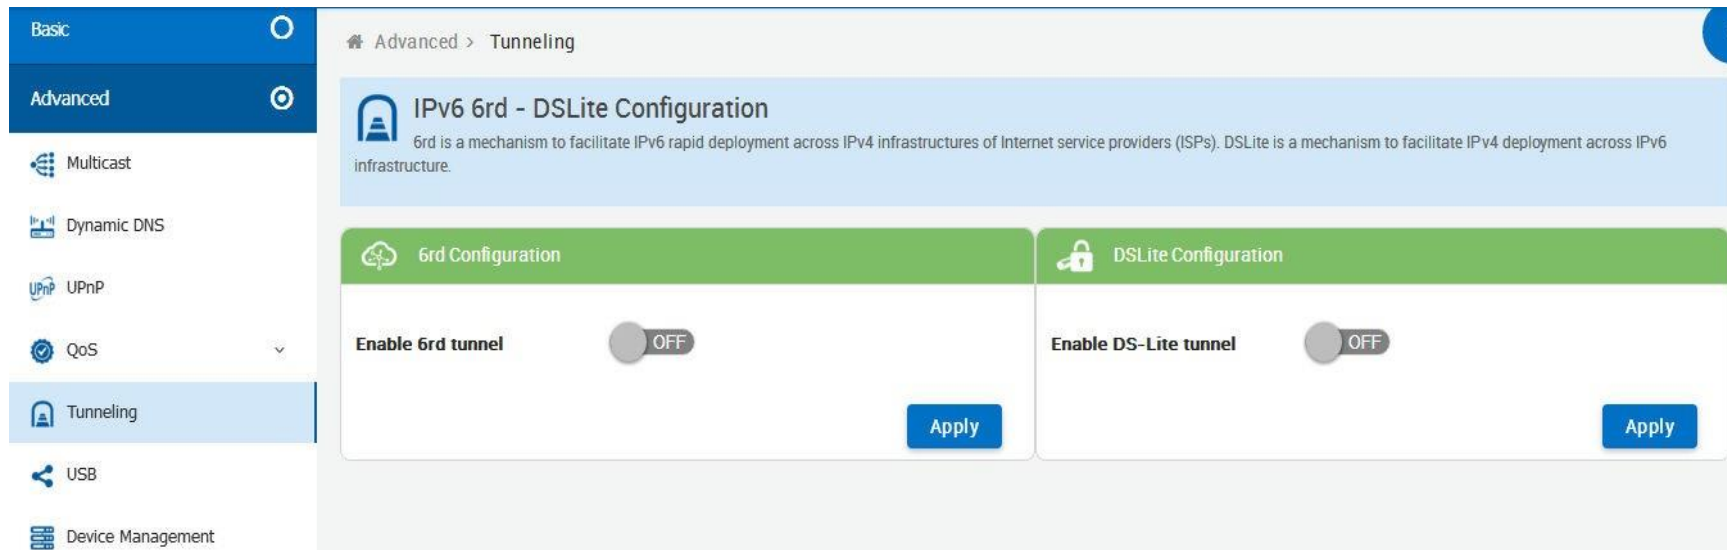 Basic
Advanced
Multicast
Dynamic DNS
UPnP UPnP
QoS
Tunneling
USB
Device Management
Advanced > Tunneling
IPv6 6rd - DSLite Configuration
6rd is a mechanism to facilitate IPv6 rapid deployment across IPv4 infrastructures of Internet service providers (ISPs). DSLite is a mechanism to facilitate IPv4 deployment across IPv6
infrastructure.
6rd Configuration
Enable 6rd tunnel OFF
Apply
DSLite Configuration
Enable DS-Lite tunnel OFF
Apply